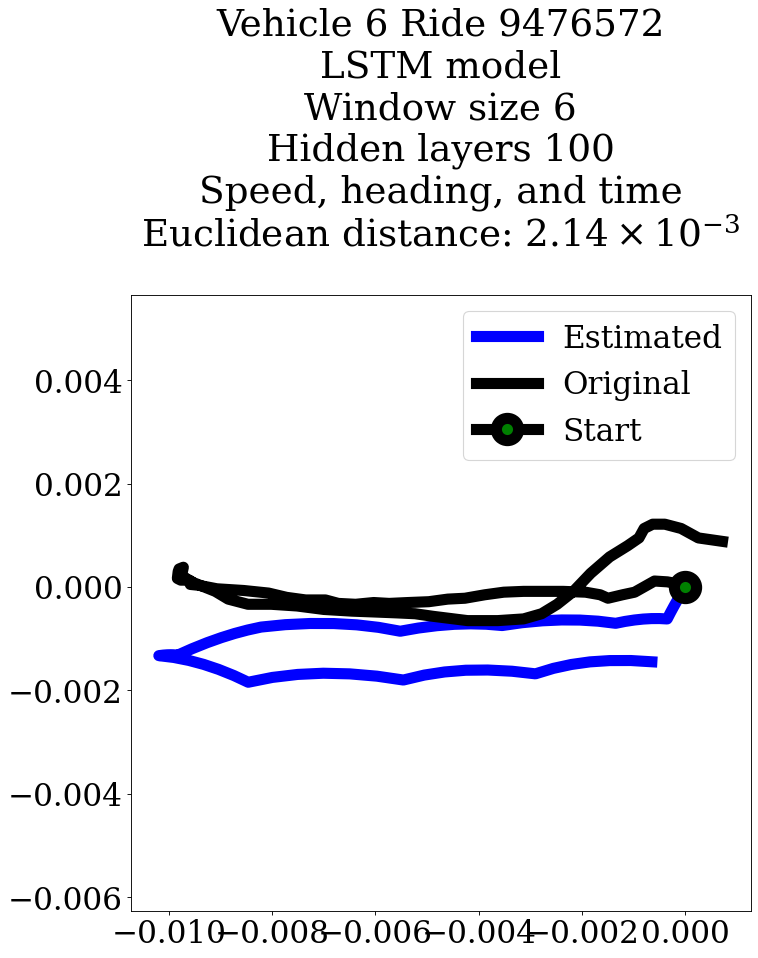 Vehicle 6 Ride 9476572
LSTM model
Window size 6
Hidden layers 100
Speed, heading, and time
Euclidean distance: 2.14 × 10⁻³
Estimated
Original
Start
0.004
0.002
0.000
−0.002
−0.004
−0.006
−0.010 −0.008 −0.006 −0.004 −0.002 0.000